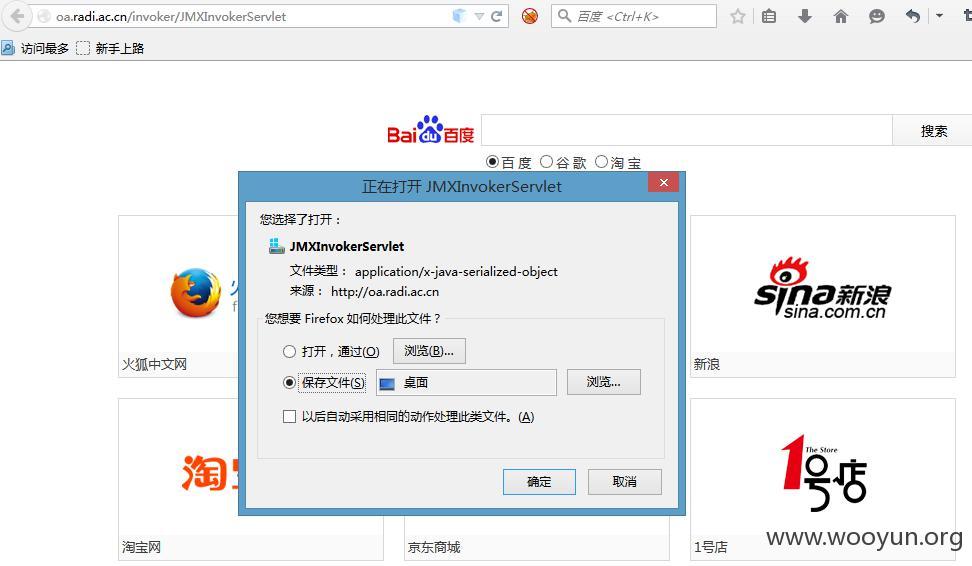 oa.radi.ac.cn/invoker/JMXInvokerServlet
百度 <Ctrl+K>
访问最多 新手上路
Bai du 百度
搜索
百度 谷歌 淘宝
正在打开 JMXInvokerServlet
您选择了打开：
JMXInvokerServlet
文件类型： application/x-java-serialized-object
来源： http://oa.radi.ac.cn
您想要 Firefox 如何处理此文件？
打开，通过(O) 浏览(B)...
保存文件(S) 桌面 浏览...
以后自动采用相同的动作处理此类文件。(A)
确定 取消
火狐中文网
sina新浪
sina.com.cn
新浪
淘
淘宝网
京东商城
The Store
1号店
1号店
www.wooyun.org